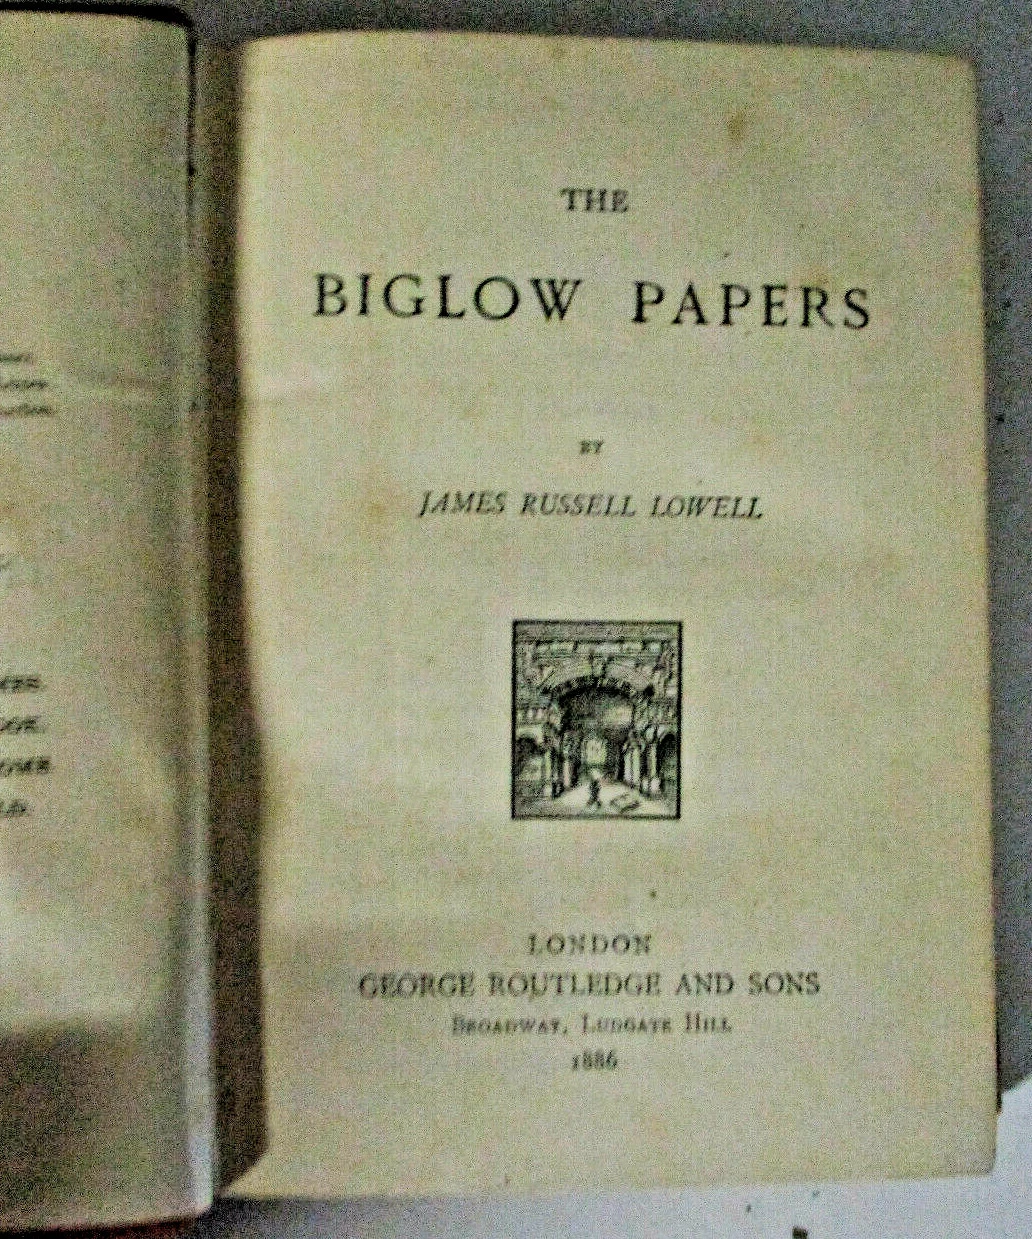 THE
BIGLOW PAPERS
BY
JAMES RUSSELL LOWELL
LONDON
GEORGE ROUTLEDGE AND SONS
BROADWAY, LUDGATE HILL
1886